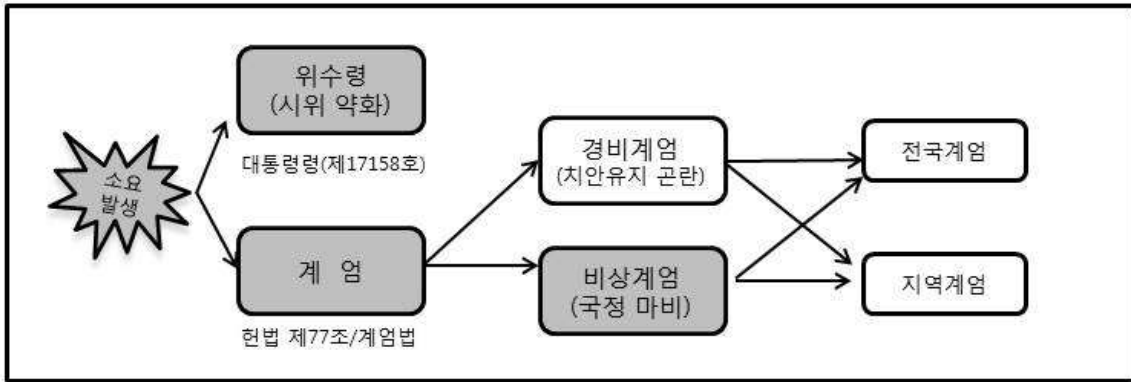 소요
발생
위수령
(시위 약화)
대통령령(제17158호)
계 엄
헌법 제77조/계엄법
경비계엄
(치안유지 곤란)
비상계엄
(국정 마비)
전국계엄
지역계엄